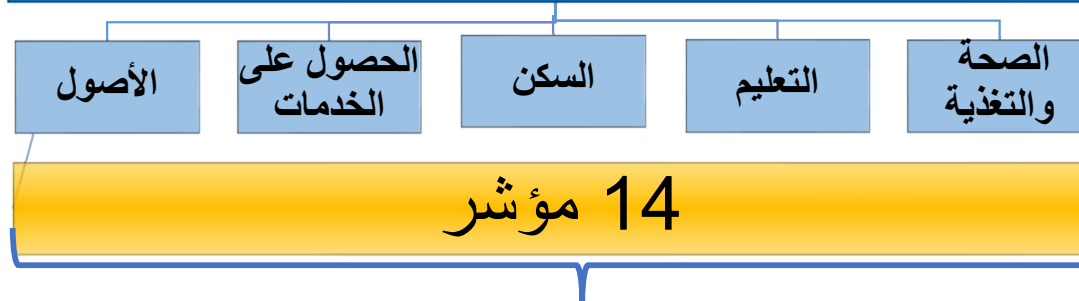 الصحة
والتغذية
التعليم
السكن
الحصول على
الخدمات
الأصول
14 مؤشر